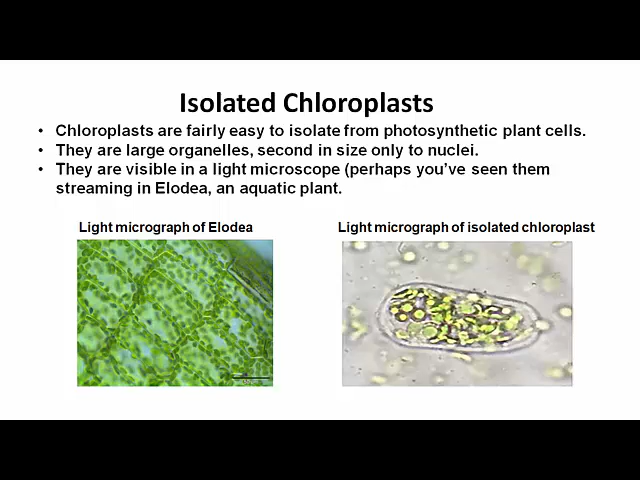 Isolated Chloroplasts
• Chloroplasts are fairly easy to isolate from photosynthetic plant cells.
• They are large organelles, second in size only to nuclei.
• They are visible in a light microscope (perhaps you’ve seen them
streaming in Elodea, an aquatic plant.
Light micrograph of Elodea
Light micrograph of isolated chloroplast